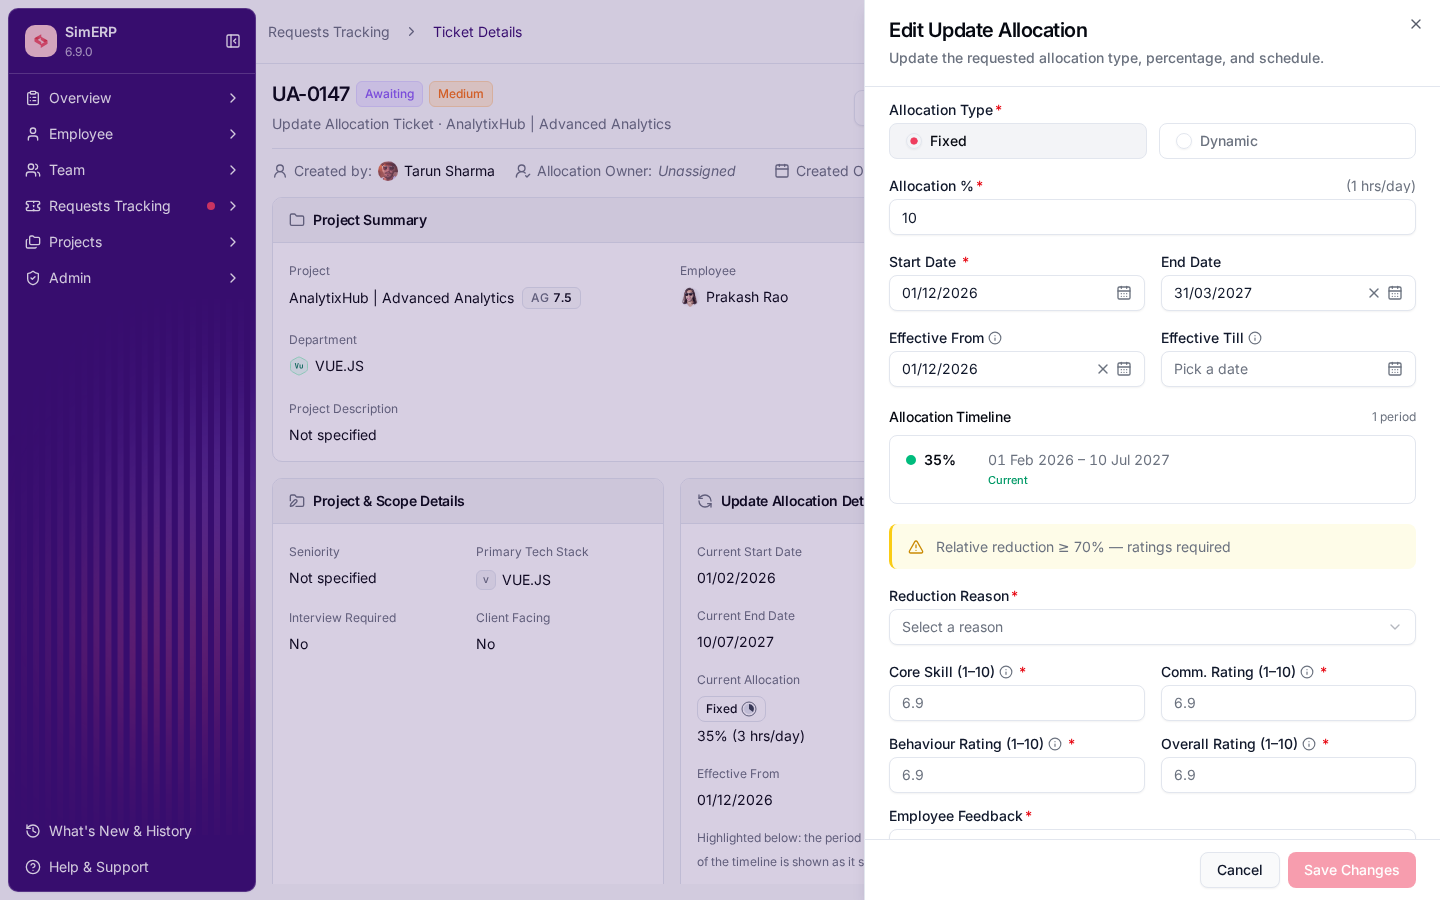 SimERP
6.9.0
Overview
Employee
Team
Requests Tracking
Projects
Admin
What's New & History
Help & Support
Requests Tracking
Ticket Details
UA-0147
Awaiting
Medium
Update Allocation Ticket · AnalytixHub | Advanced Analytics
Created by:
Tarun Sharma
Allocation Owner:
Unassigned
Created O
Project Summary
Project
AnalytixHub | Advanced Analytics
AG 7.5
Employee
Prakash Rao
Department
Vu
VUE.JS
Project Description
Not specified
Project & Scope Details
Seniority
Not specified
Primary Tech Stack
V
VUE.JS
Interview Required
No
Client Facing
No
Update Allocation Det
Current Start Date
01/02/2026
Current End Date
10/07/2027
Current Allocation
Fixed
35% (3 hrs/day)
Effective From
01/12/2026
Highlighted below: the period
of the timeline is shown as it s
Edit Update Allocation
Update the requested allocation type, percentage, and schedule.
Allocation Type*
Fixed
Dynamic
Allocation %*
(1 hrs/day)
10
Start Date *
01/12/2026
End Date
31/03/2027
Effective From
01/12/2026
Effective Till
Pick a date
Allocation Timeline
1 period
35%
01 Feb 2026 – 10 Jul 2027
Current
Relative reduction ≥ 70% — ratings required
Reduction Reason*
Select a reason
Core Skill (1–10) *
6.9
Comm. Rating (1–10) *
6.9
Behaviour Rating (1–10) *
6.9
Overall Rating (1–10) *
6.9
Employee Feedback*
Cancel
Save Changes